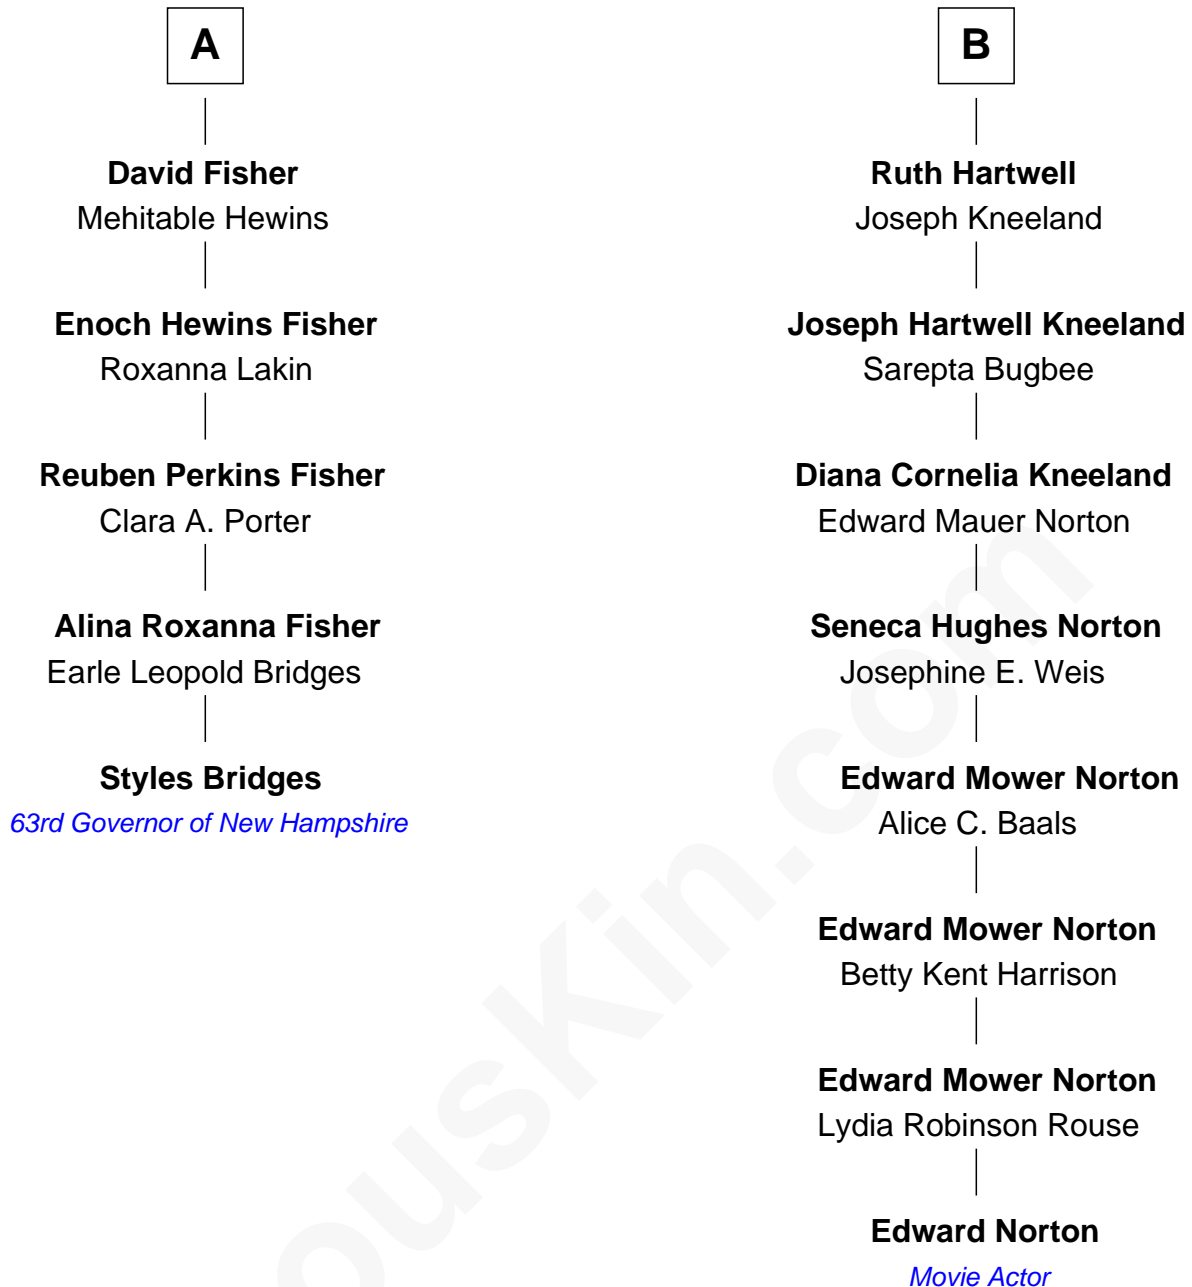 A
David Fisher
Mehitable Hewins
Enoch Hewins Fisher
Roxanna Lakin
Reuben Perkins Fisher
Clara A. Porter
Alina Roxanna Fisher
Earle Leopold Bridges
Styles Bridges
63rd Governor of New Hampshire
B
Ruth Hartwell
Joseph Kneeland
Joseph Hartwell Kneeland
Sarepta Bugbee
Diana Cornelia Kneeland
Edward Mauer Norton
Seneca Hughes Norton
Josephine E. Weis
Edward Mower Norton
Alice C. Baals
Edward Mower Norton
Betty Kent Harrison
Edward Mower Norton
Lydia Robinson Rouse
Edward Norton
Movie Actor
ousKin.com